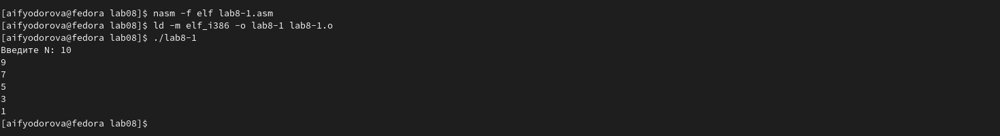 [aifyodorova@fedora lab08]$ nasm -f elf lab8-1.asm
[aifyodorova@fedora lab08]$ ld -m elf_i386 -o lab8-1 lab8-1.o
[aifyodorova@fedora lab08]$ ./lab8-1
Введите N: 10
9
7
5
3
1
[aifyodorova@fedora lab08]$